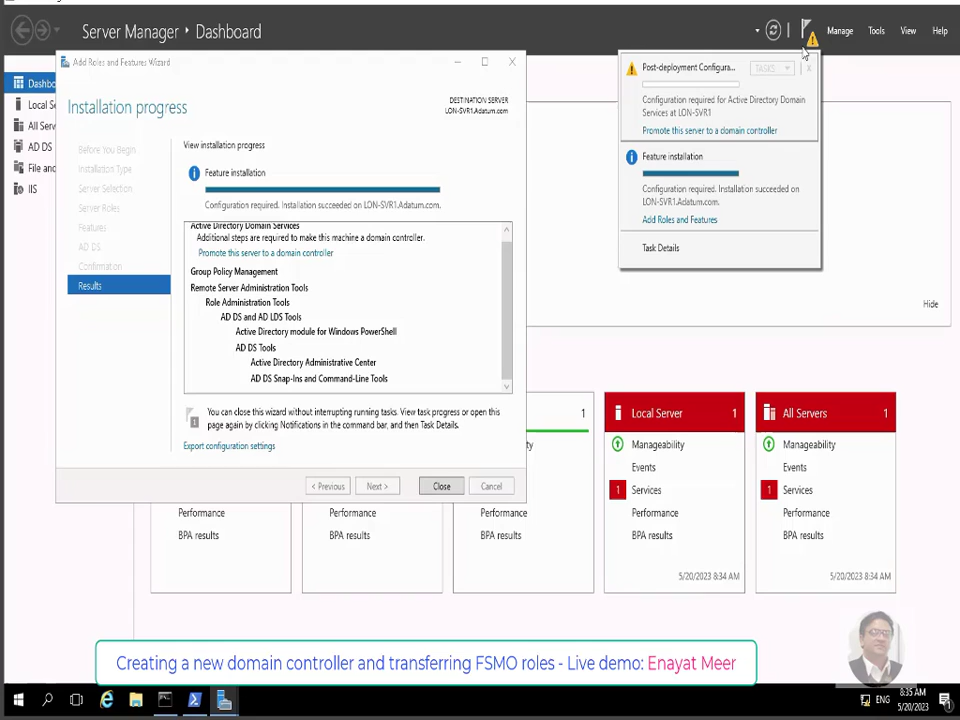 Server Manager ‣ Dashboard
Manage
Tools
View
Help
Add Roles and Features Wizard
Installation progress
DESTINATION SERVER
LON-SVR1.Adatum.com
Before You Begin
Installation Type
Server Selection
Server Roles
Features
AD DS
Confirmation
Results
View installation progress
Feature installation
Configuration required. Installation succeeded on LON-SVR1.Adatum.com.
Active Directory Domain Services
Additional steps are required to make this machine a domain controller.
Promote this server to a domain controller
Group Policy Management
Remote Server Administration Tools
Role Administration Tools
AD DS and AD LDS Tools
Active Directory module for Windows PowerShell
AD DS Tools
Active Directory Administrative Center
AD DS Snap-Ins and Command-Line Tools
You can close this wizard without interrupting running tasks. View task progress or open this
page again by clicking Notifications in the command bar, and then Task Details.
Export configuration settings
< Previous
Next >
Close
Cancel
Post-deployment Configura...
TASKS
Configuration required for Active Directory Domain
Services at LON-SVR1
Promote this server to a domain controller
Feature installation
Configuration required. Installation succeeded on
LON-SVR1.Adatum.com.
Add Roles and Features
Task Details
Hide
Dashbo
Local S
All Serv
AD DS
File and
IIS
Performance
BPA results
Performance
BPA results
1
ty
Performance
BPA results
Local Server 1
Manageability
Events
1 Services
Performance
BPA results
5/20/2023 8:34 AM
All Servers 1
Manageability
Events
1 Services
Performance
BPA results
5/20/2023 8:34 AM
Creating a new domain controller and transferring FSMO roles - Live demo: Enayat Meer
ENG
8:35 AM
5/20/2023